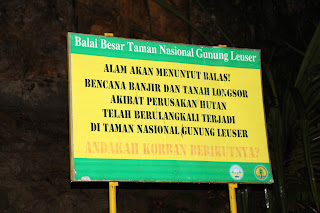 Balai Besar Taman Nasional Gunung Leuser
ALAM AKAN MENUNTUT BALAS!
BENCANA BANJIR DAN TANAH LONGSOR
AKIBAT PERUSAKAN HUTAN
TELAH BERULANGKALI TERJADI
DI TAMAN NASIONAL GUNUNG LEUSER
ANDAKAH KORBAN BERIKUTNYA?